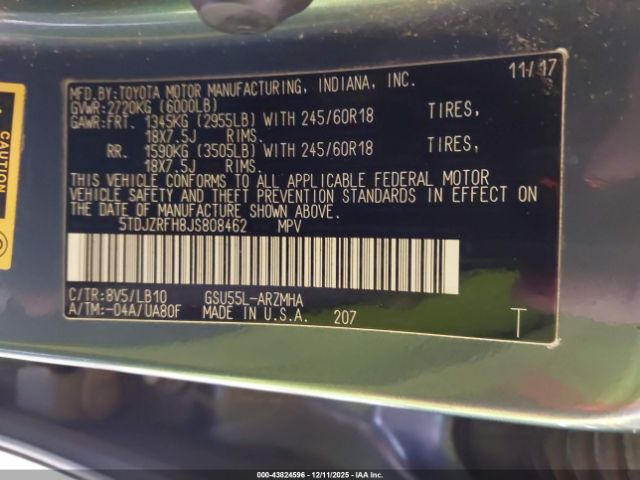 MFD.BY:TOYOTA MOTOR MANUFACTURING, INDIANA, INC. 11/17
GVWR:2720KG (6000LB)
GAWR:FRT. 1345KG (2955LB) WITH 245/60R18 TIRES,
18X7.5J RIMS.
RR. 1590KG (3505LB) WITH 245/60R18 TIRES,
18X7.5J RIMS.
THIS VEHICLE CONFORMS TO ALL APPLICABLE FEDERAL MOTOR
VEHICLE SAFETY AND THEFT PREVENTION STANDARDS IN EFFECT ON
THE DATE OF MANUFACTURE SHOWN ABOVE.
5TDJZRFH8JS808462 MPV
C/TR:8V5/LB10 GSU55L-ARZMHA
A/TM:-04A/UA80F MADE IN U.S.A. 207 T
CAUTION
000-43824596 - 12/11/2025 - IAA Inc.